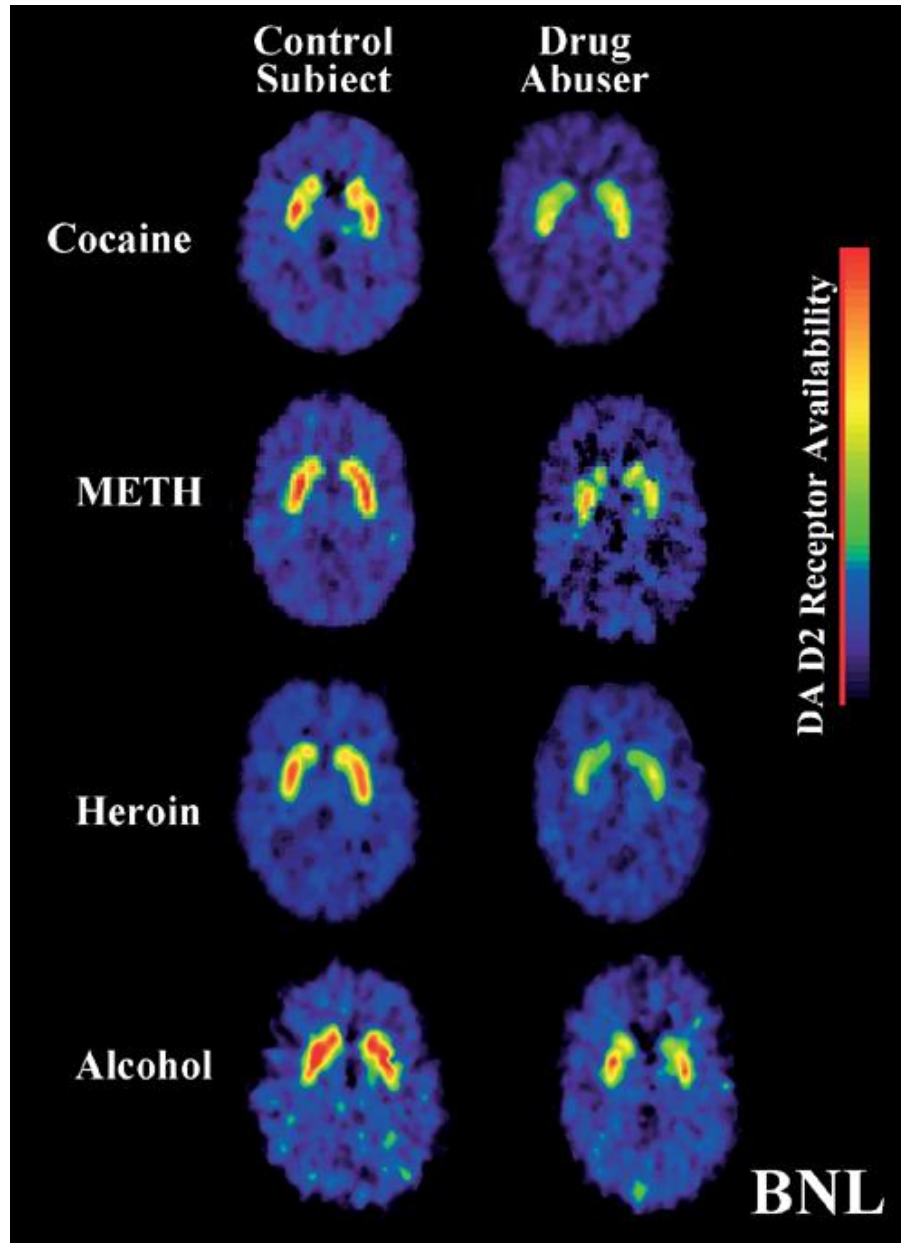 Control
Subiect
Drug
Abuser
Cocaine
METH
Heroin
Alcohol
DA D2 Receptor Availability
BNL